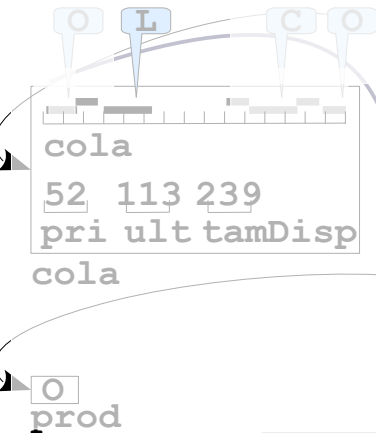 O L C O
cola
52 113 239
pri ult tamDisp
cola
O
prod